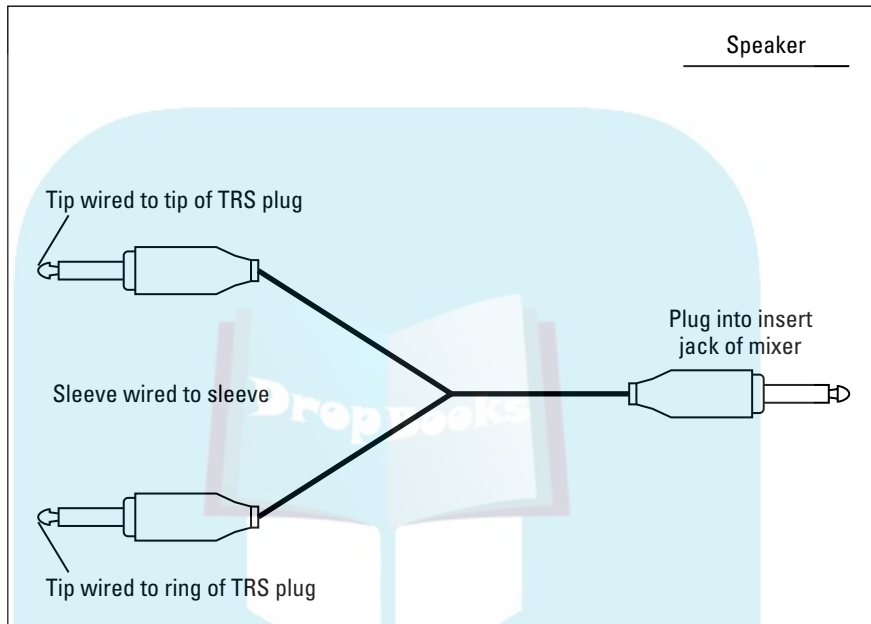 Speaker
Tip wired to tip of TRS plug
Plug into insert
jack of mixer
Sleeve wired to sleeve
DropBooks
Tip wired to ring of TRS plug